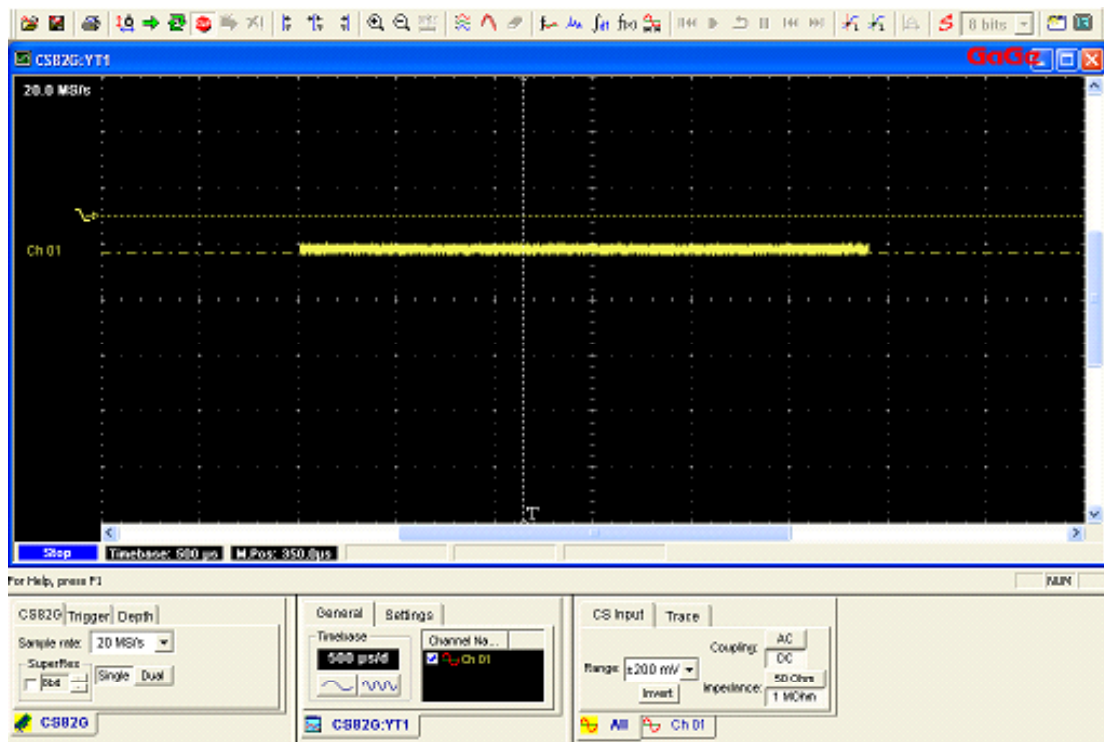 8 bits
CS82G:YT1
GaGe
20.0 MS/s
Ch 01
T
Stop
Timebase: 500 µs
M.Pos: 350.0µs
For Help, press F1
NUM
CS82G Trigger Depth
Sample rate: 20 MS/s
SuperRes
Single Dual
CS82G
General Settings
Timebase
500 µs/d
Channel Na...
Ch 01
CS82G:YT1
CS Input Trace
Coupling: AC
DC
Range: ±200 mV
Impedance: 50 Ohm
1 MOhm
Invert
All Ch 01